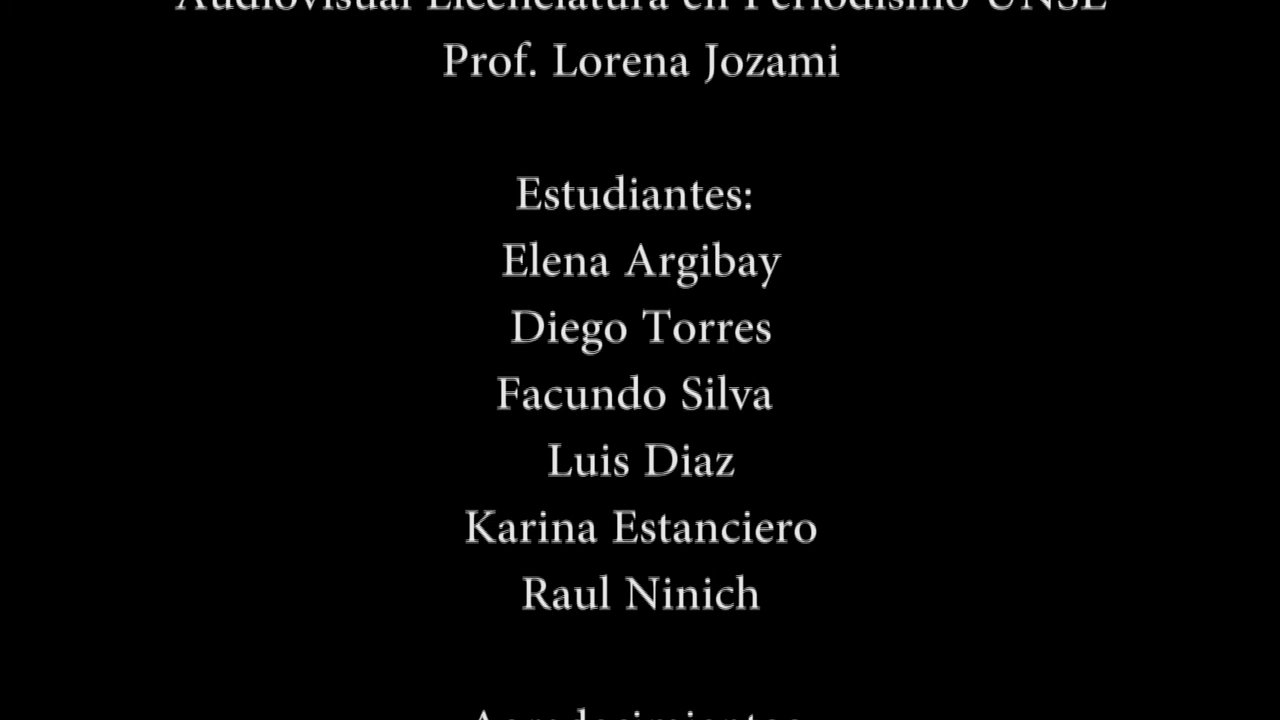 Audiovisual Licenciatura en Periodismo UNSE
Prof. Lorena Jozami
Estudiantes:
Elena Argibay
Diego Torres
Facundo Silva
Luis Diaz
Karina Estanciero
Raul Ninich
Agradecimientos